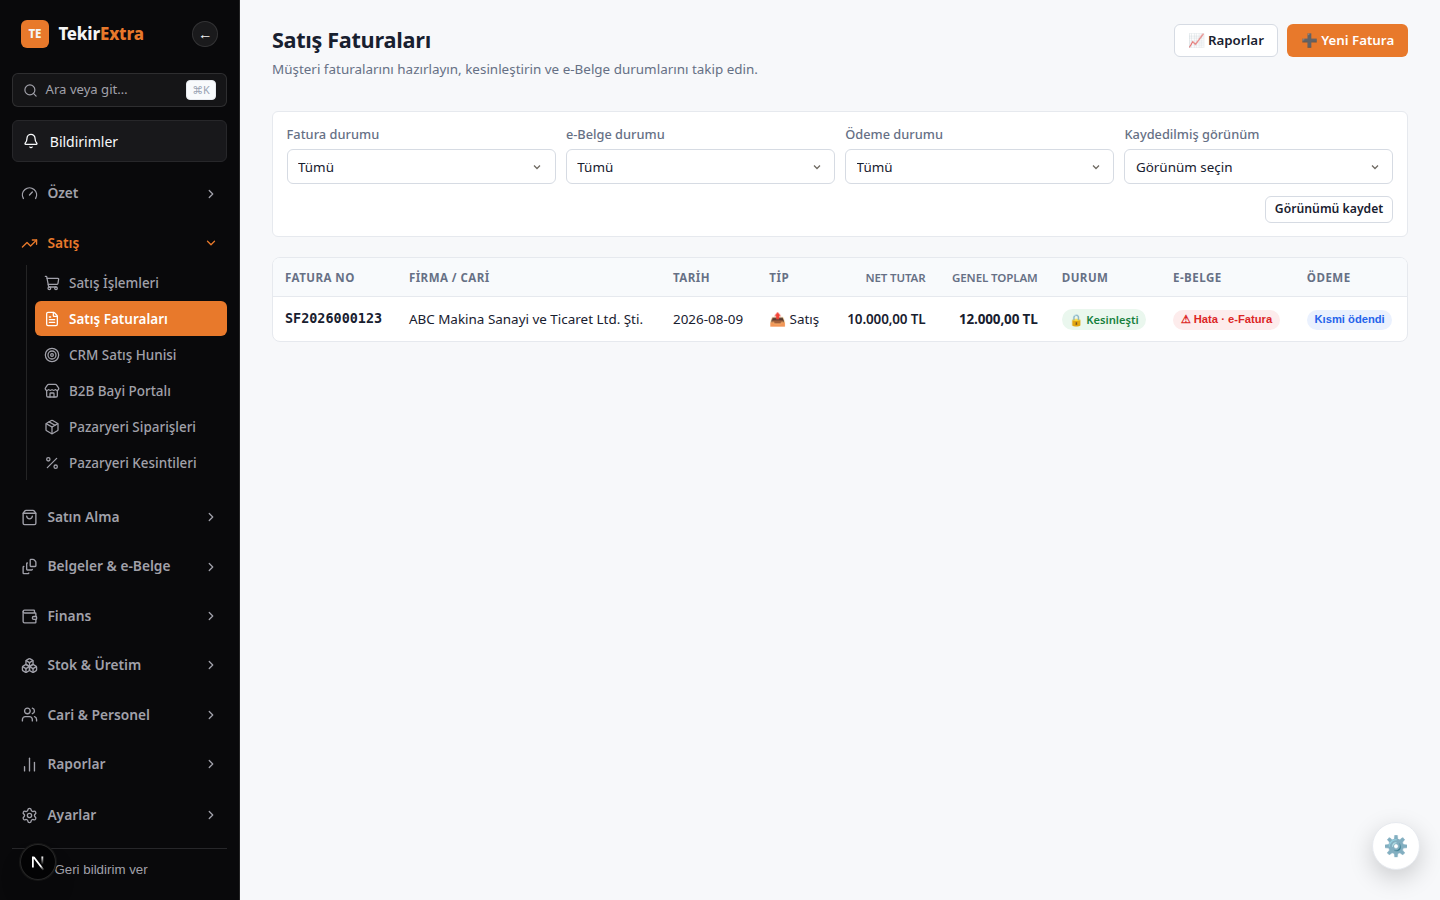 TE TekirExtra ←
Ara veya git... ⌘K
Bildirimler
Özet
Satış
Satış İşlemleri
Satış Faturaları
CRM Satış Hunisi
B2B Bayi Portalı
Pazaryeri Siparişleri
Pazaryeri Kesintileri
Satın Alma
Belgeler & e-Belge
Finans
Stok & Üretim
Cari & Personel
Raporlar
Ayarlar
N Geri bildirim ver
Satış Faturaları
Müşteri faturalarını hazırlayın, kesinleştirin ve e-Belge durumlarını takip edin.
📈 Raporlar ➕ Yeni Fatura
Fatura durumu e-Belge durumu Ödeme durumu Kaydedilmiş görünüm
Tümü Tümü Tümü Görünüm seçin
Görünümü kaydet
FATURA NO FİRMA / CARİ TARİH TİP NET TUTAR GENEL TOPLAM DURUM E-BELGE ÖDEME
SF2026000123 ABC Makina Sanayi ve Ticaret Ltd. Şti. 2026-08-09 📤 Satış 10.000,00 TL 12.000,00 TL 🔒 Kesinleşti ⚠ Hata · e-Fatura Kısmi ödendi